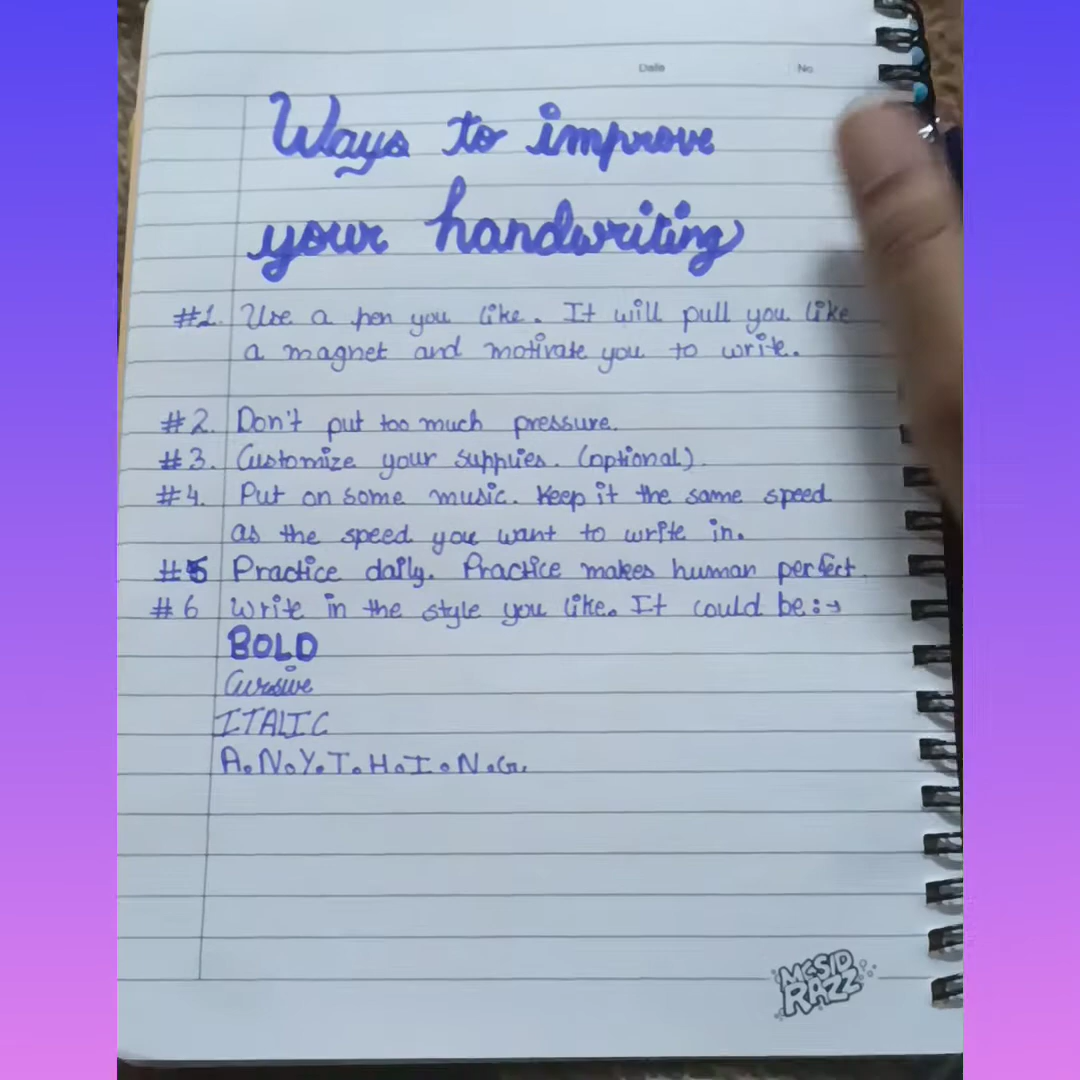 Date No
Ways to improve
your handwriting
#1. Use a pen you like. It will pull you like
a magnet and motivate you to write.
#2. Don't put too much pressure.
#3. Customize your supplies. (optional).
#4. Put on some music. Keep it the same speed
as the speed you want to write in.
#5 Practice daily. Practice makes human perfect.
#6 Write in the style you like. It could be:→
BOLD
Cursive
ITALIC
A.N.Y.T.H.I.N.G.
MCSID
RAZZ